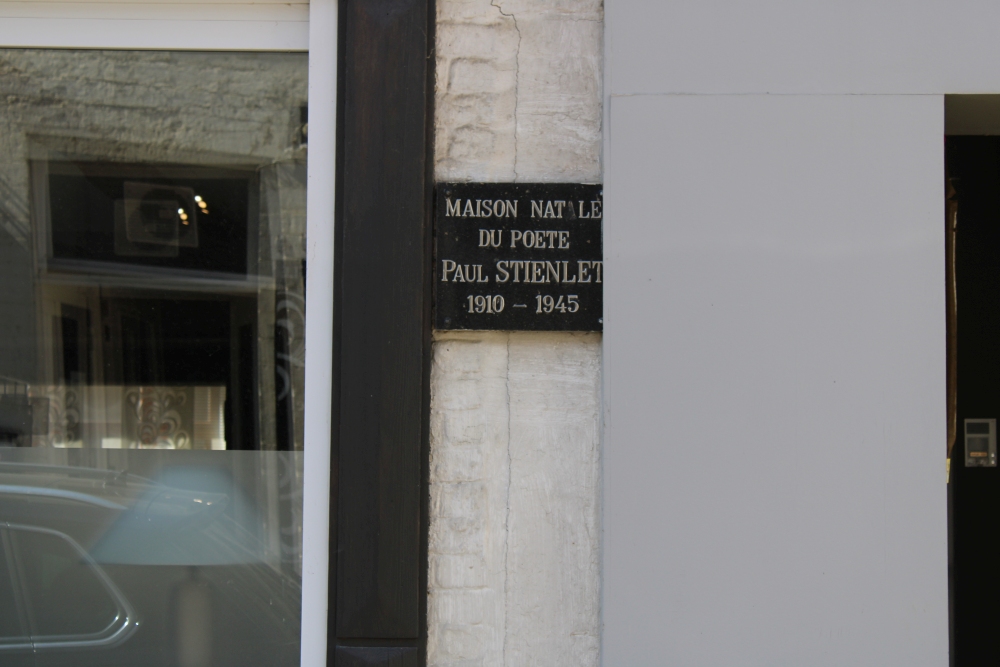 MAISON NATALE
DU POETE
PAUL STIENLET
1910 – 1945